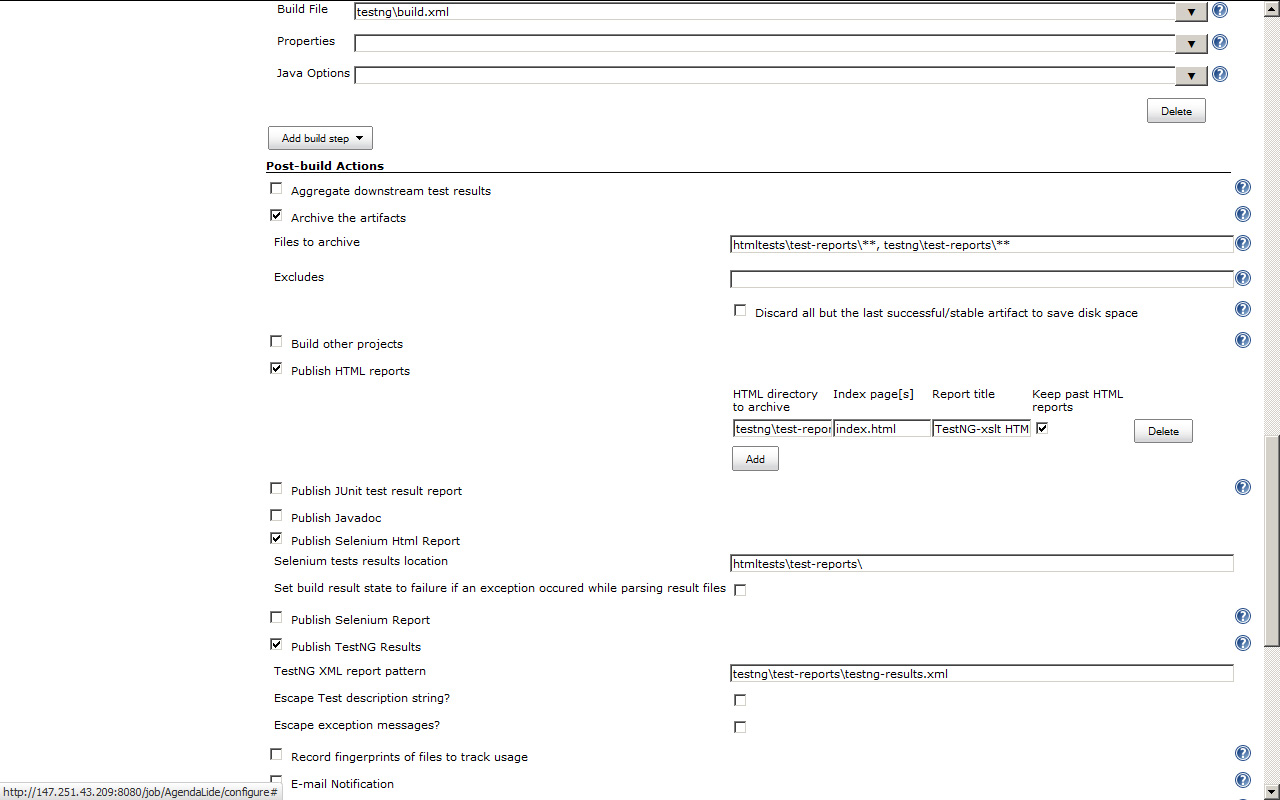 Build File testng\build.xml
Properties
Java Options
Delete
Add build step
Post-build Actions
Aggregate downstream test results
Archive the artifacts
Files to archive htmltests\test-reports\**, testng\test-reports\**
Excludes
Discard all but the last successful/stable artifact to save disk space
Build other projects
Publish HTML reports
HTML directory to archive Index page[s] Report title Keep past HTML reports
testng\test-repor index.html TestNG-xslt HTM Delete
Add
Publish JUnit test result report
Publish Javadoc
Publish Selenium Html Report
Selenium tests results location htmltests\test-reports\
Set build result state to failure if an exception occured while parsing result files
Publish Selenium Report
Publish TestNG Results
TestNG XML report pattern testng\test-reports\testng-results.xml
Escape Test description string?
Escape exception messages?
Record fingerprints of files to track usage
E-mail Notification
http://147.251.43.209:8080/job/AgendaLide/configure#